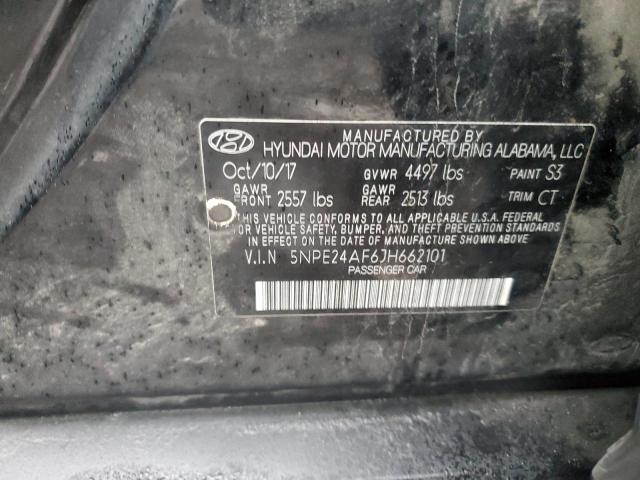 MANUFACTURED BY
HYUNDAI MOTOR MANUFACTURING ALABAMA, LLC
Oct/10/17 GVWR 4497 lbs PAINT S3
GAWR FRONT 2557 lbs GAWR REAR 2513 lbs TRIM CT
THIS VEHICLE CONFORMS TO ALL APPLICABLE U.S.A. FEDERAL
VEHICLE SAFETY, BUMPER, AND THEFT PREVENTION STANDARDS
IN EFFECT ON THE DATE OF MANUFACTURE SHOWN ABOVE.
V.I.N 5NPE24AF6JH662101
PASSENGER CAR